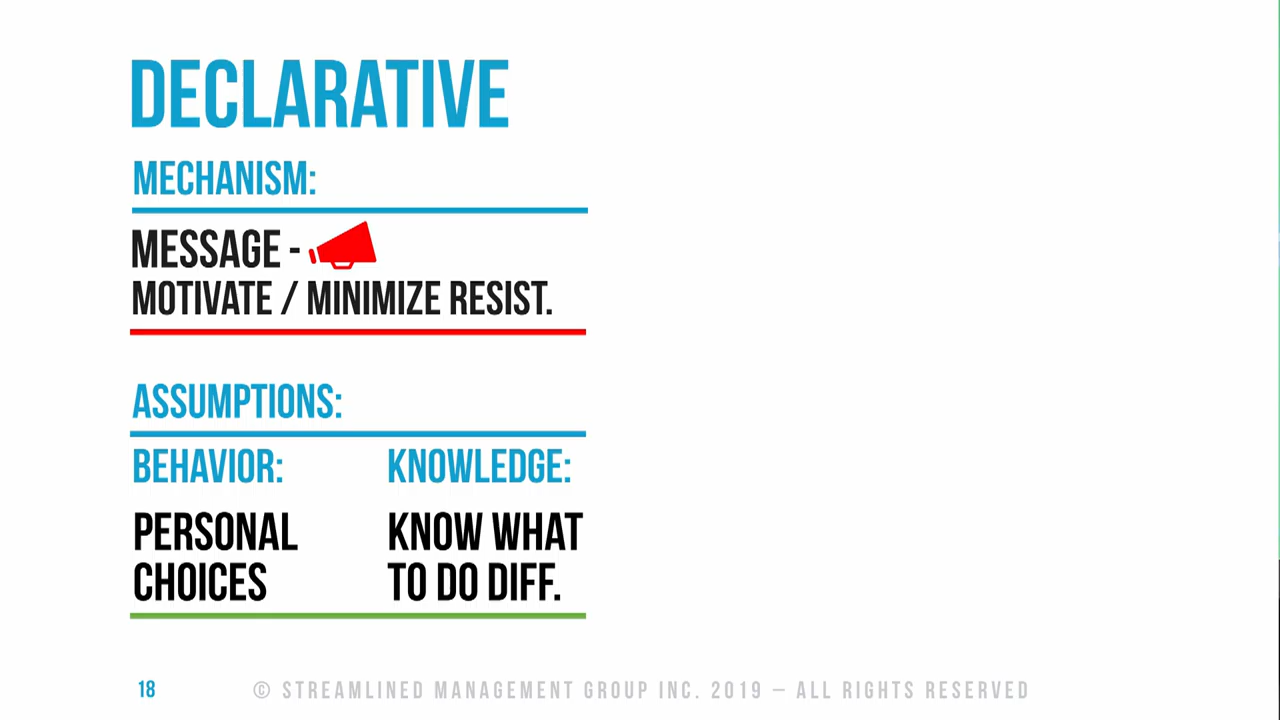 DECLARATIVE
MECHANISM:
MESSAGE -
MOTIVATE / MINIMIZE RESIST.
ASSUMPTIONS:
BEHAVIOR: KNOWLEDGE:
PERSONAL KNOW WHAT
CHOICES TO DO DIFF.
18 © STREAMLINED MANAGEMENT GROUP INC. 2019 – ALL RIGHTS RESERVED